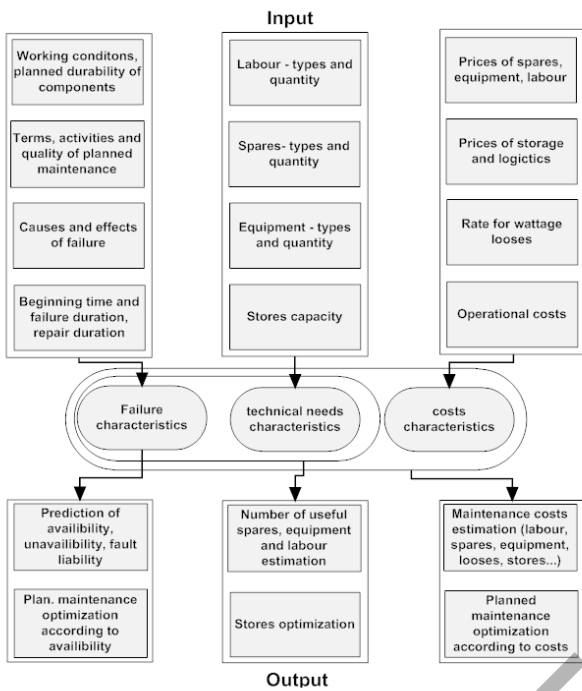 Input
Working conditons,
planned durability of
components
Terms, activities and
quality of planned
maintenance
Causes and effects
of failure
Beginning time and
failure duration,
repair duration
Labour - types and
quantity
Spares- types and
quantity
Equipment - types
and quantity
Stores capacity
Prices of spares,
equipment, labour
Prices of storage
and logictics
Rate for wattage
looses
Operational costs
Failure
characteristics
technical needs
characteristics
costs
characteristics
Prediction of
availibility,
unavailibility, fault
liability
Plan. maintenance
optimization
according to
availibility
Number of useful
spares, equipment
and labour
estimation
Stores optimization
Maintenance costs
estimation (labour,
spares, equipment,
looses, stores...)
Planned
maintenance
optimization
according to costs
Output